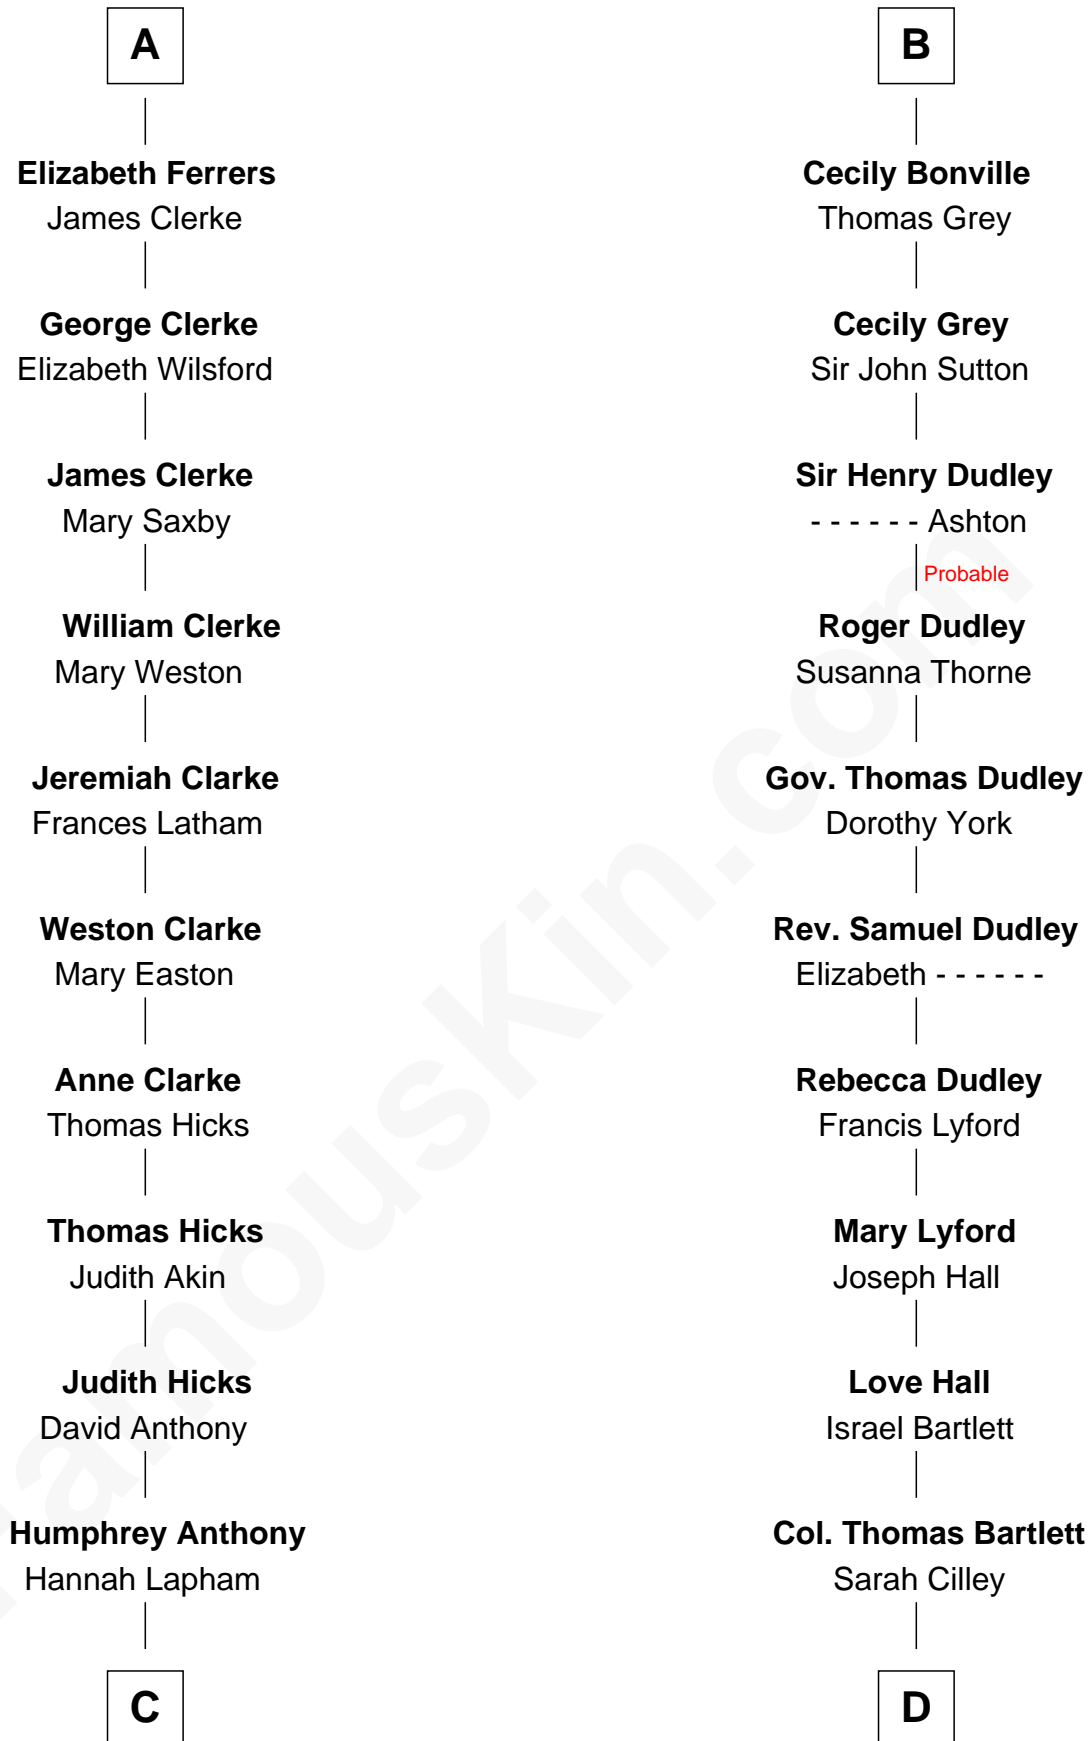 A
Elizabeth Ferrers
James Clerke
George Clerke
Elizabeth Wilsford
James Clerke
Mary Saxby
William Clerke
Mary Weston
Jeremiah Clarke
Frances Latham
Weston Clarke
Mary Easton
Anne Clarke
Thomas Hicks
Thomas Hicks
Judith Akin
Judith Hicks
David Anthony
Humphrey Anthony
Hannah Lapham
C
B
Cecily Bonville
Thomas Grey
Cecily Grey
Sir John Sutton
Sir Henry Dudley
- - - - - - Ashton
Probable
Roger Dudley
Susanna Thorne
Gov. Thomas Dudley
Dorothy York
Rev. Samuel Dudley
Elizabeth - - - - - -
Rebecca Dudley
Francis Lyford
Mary Lyford
Joseph Hall
Love Hall
Israel Bartlett
Col. Thomas Bartlett
Sarah Cilley
D
FamousKin.com